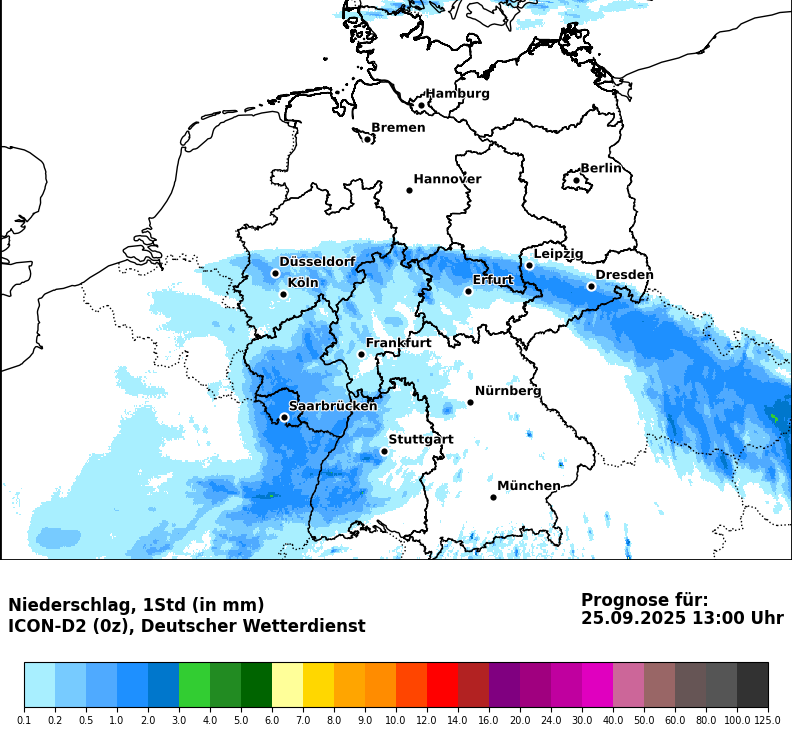 Hamburg
Bremen
Berlin
Hannover
Leipzig
Düsseldorf
Dresden
Köln
Erfurt
Frankfurt
Nürnberg
Saarbrücken
Stuttgart
München
Niederschlag, 1Std (in mm)
ICON-D2 (0z), Deutscher Wetterdienst
Prognose für:
25.09.2025 13:00 Uhr
0.1 0.2 0.5 1.0 2.0 3.0 4.0 5.0 6.0 7.0 8.0 9.0 10.0 12.0 14.0 16.0 20.0 24.0 30.0 40.0 50.0 60.0 80.0 100.0 125.0